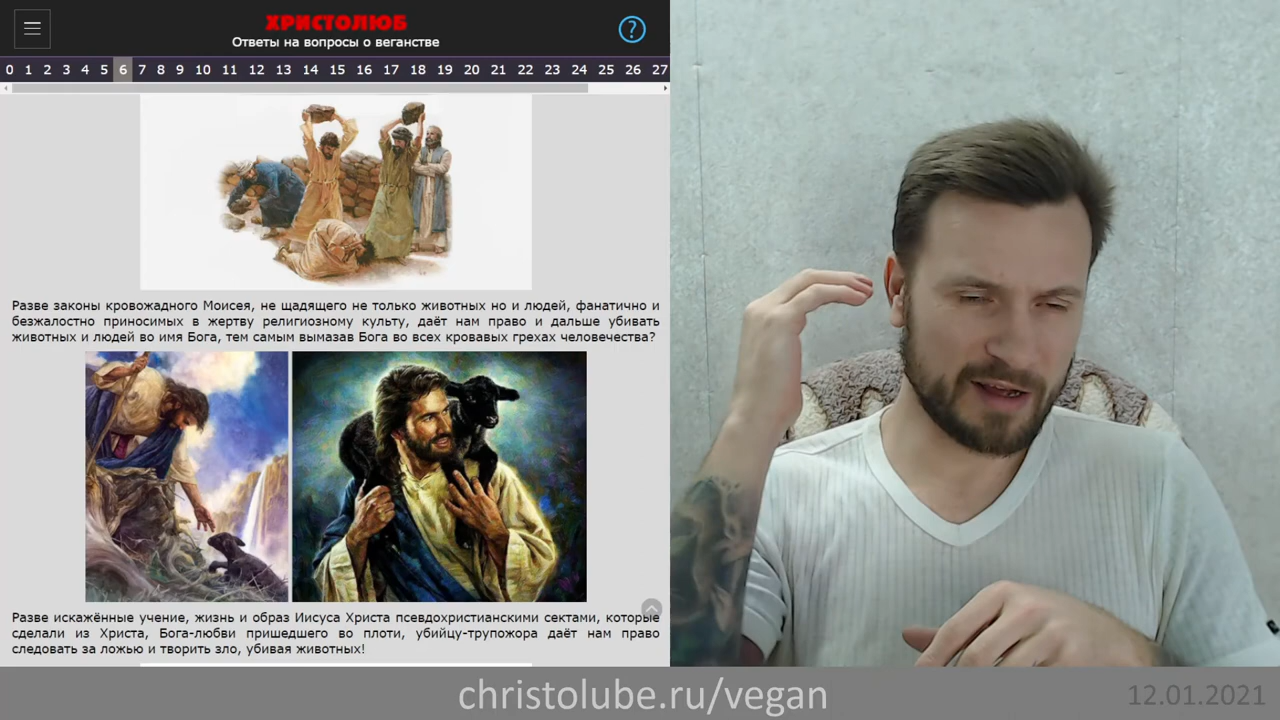 ХРИСТОЛЮБ
Ответы на вопросы о веганстве
?
0 1 2 3 4 5 6 7 8 9 10 11 12 13 14 15 16 17 18 19 20 21 22 23 24 25 26 27
Разве законы кровожадного Моисея, не щадящего не только животных но и людей, фанатично и
безжалостно приносимых в жертву религиозному культу, даёт нам право и дальше убивать
животных и людей во имя Бога, тем самым вымазав Бога во всех кровавых грехах человечества?
Разве искажённые учение, жизнь и образ Иисуса Христа псевдохристианскими сектами, которые
сделали из Христа, Бога-любви пришедшего во плоти, убийцу-трупожора даёт нам право
следовать за ложью и творить зло, убивая животных!
christolube.ru/vegan
12.01.2021